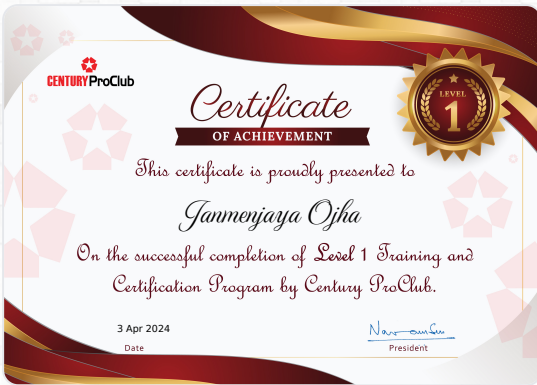 CENTURY ProClub
Certificate
OF ACHIEVEMENT
LEVEL
1
This certificate is proudly presented to
Janmenjaya Ojha
On the successful completion of Level 1 Training and
Certification Program by Century ProClub.
3 Apr 2024
Date
President